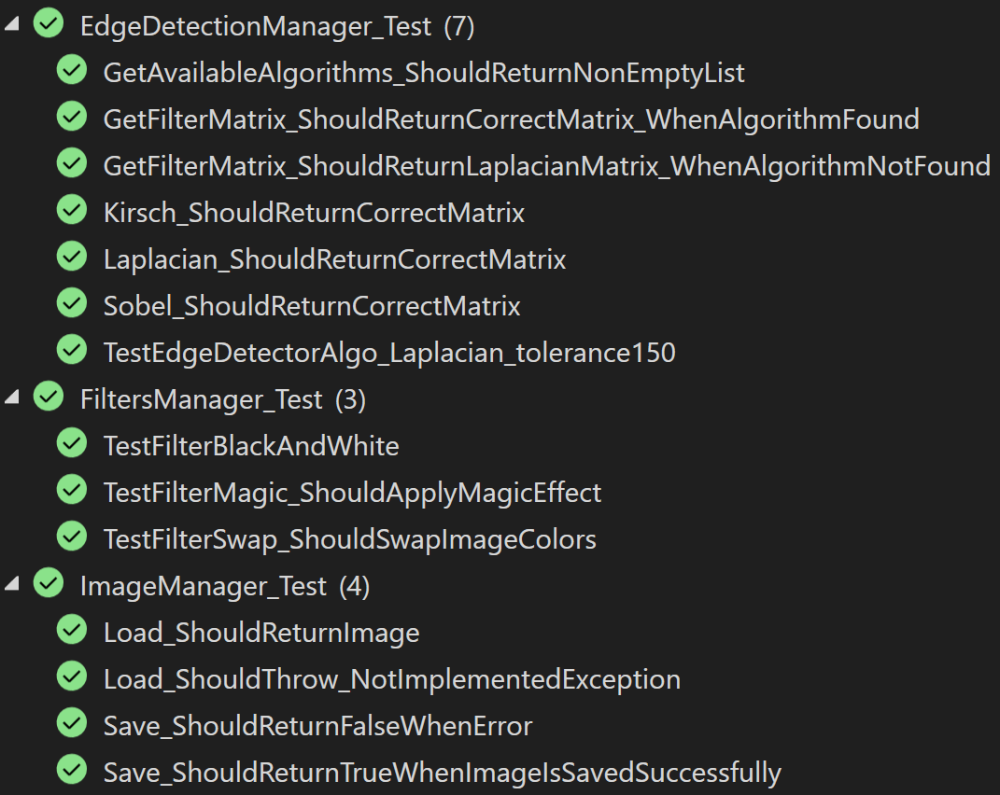 EdgeDetectionManager_Test (7)
GetAvailableAlgorithms_ShouldReturnNonEmptyList
GetFilterMatrix_ShouldReturnCorrectMatrix_WhenAlgorithmFound
GetFilterMatrix_ShouldReturnLaplacianMatrix_WhenAlgorithmNotFound
Kirsch_ShouldReturnCorrectMatrix
Laplacian_ShouldReturnCorrectMatrix
Sobel_ShouldReturnCorrectMatrix
TestEdgeDetectorAlgo_Laplacian_tolerance150
FiltersManager_Test (3)
TestFilterBlackAndWhite
TestFilterMagic_ShouldApplyMagicEffect
TestFilterSwap_ShouldSwapImageColors
ImageManager_Test (4)
Load_ShouldReturnImage
Load_ShouldThrow_NotImplementedException
Save_ShouldReturnFalseWhenError
Save_ShouldReturnTrueWhenImageIsSavedSuccessfully